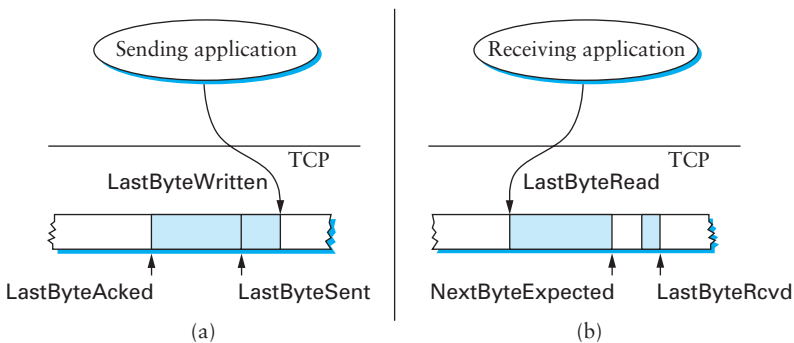 Sending application
TCP
LastByteWritten
LastByteAcked
LastByteSent
(a)
Receiving application
TCP
LastByteRead
NextByteExpected
LastByteRcvd
(b)